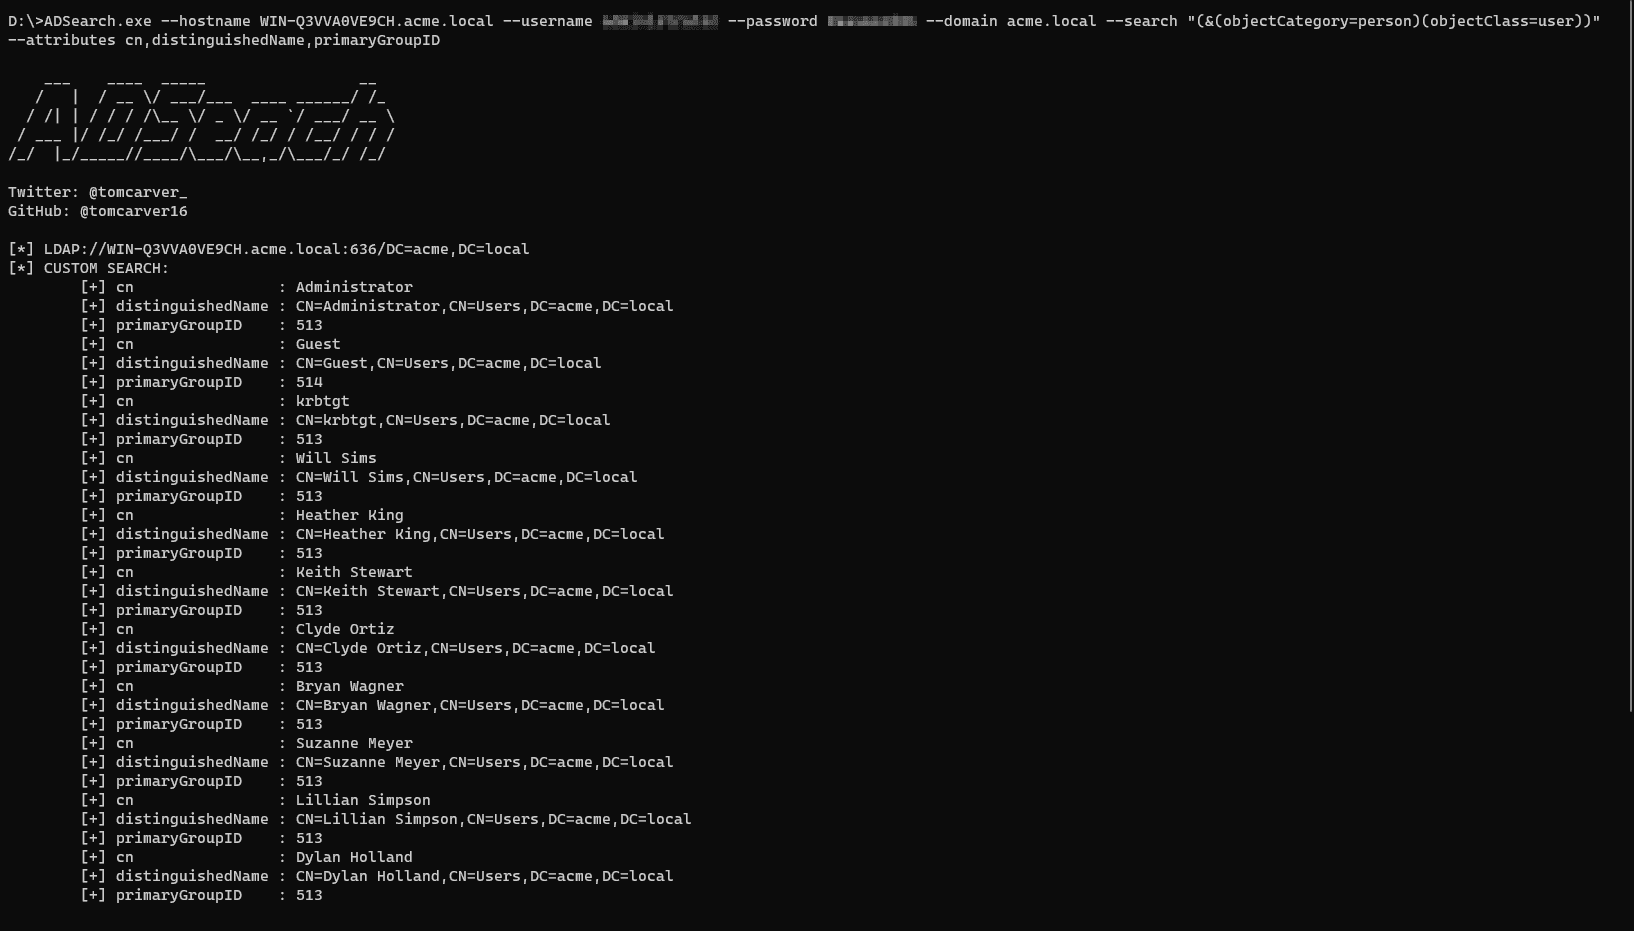 D:\>ADSearch.exe --hostname WIN-Q3VVA0VE9CH.acme.local --username --password --domain acme.local --search "(&(objectCategory=person)(objectClass=user))"
--attributes cn,distinguishedName,primaryGroupID
ADSearch
Twitter: @tomcarver_
GitHub: @tomcarver16
[*] LDAP://WIN-Q3VVA0VE9CH.acme.local:636/DC=acme,DC=local
[*] CUSTOM SEARCH:
[+] cn : Administrator
[+] distinguishedName : CN=Administrator,CN=Users,DC=acme,DC=local
[+] primaryGroupID : 513
[+] cn : Guest
[+] distinguishedName : CN=Guest,CN=Users,DC=acme,DC=local
[+] primaryGroupID : 514
[+] cn : krbtgt
[+] distinguishedName : CN=krbtgt,CN=Users,DC=acme,DC=local
[+] primaryGroupID : 513
[+] cn : Will Sims
[+] distinguishedName : CN=Will Sims,CN=Users,DC=acme,DC=local
[+] primaryGroupID : 513
[+] cn : Heather King
[+] distinguishedName : CN=Heather King,CN=Users,DC=acme,DC=local
[+] primaryGroupID : 513
[+] cn : Keith Stewart
[+] distinguishedName : CN=Keith Stewart,CN=Users,DC=acme,DC=local
[+] primaryGroupID : 513
[+] cn : Clyde Ortiz
[+] distinguishedName : CN=Clyde Ortiz,CN=Users,DC=acme,DC=local
[+] primaryGroupID : 513
[+] cn : Bryan Wagner
[+] distinguishedName : CN=Bryan Wagner,CN=Users,DC=acme,DC=local
[+] primaryGroupID : 513
[+] cn : Suzanne Meyer
[+] distinguishedName : CN=Suzanne Meyer,CN=Users,DC=acme,DC=local
[+] primaryGroupID : 513
[+] cn : Lillian Simpson
[+] distinguishedName : CN=Lillian Simpson,CN=Users,DC=acme,DC=local
[+] primaryGroupID : 513
[+] cn : Dylan Holland
[+] distinguishedName : CN=Dylan Holland,CN=Users,DC=acme,DC=local
[+] primaryGroupID : 513